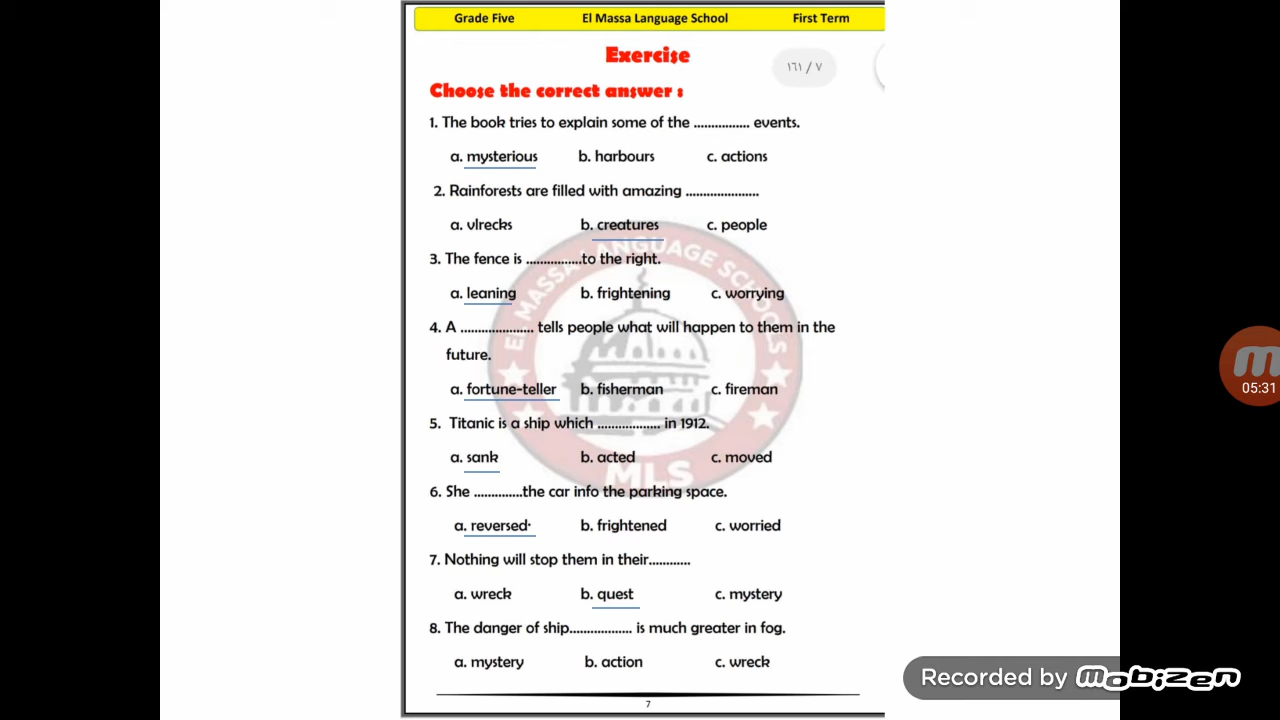 Grade Five El Massa Language School First Term
Exercise
١٦١ / ٧
Choose the correct answer :
1. The book tries to explain some of the ................ events.
a. mysterious b. harbours c. actions
2. Rainforests are filled with amazing .....................
a. vlrecks b. creatures c. people
3. The fence is ................to the right.
a. leaning b. frightening c. worrying
4. A ..................... tells people what will happen to them in the
future.
a. fortune-teller b. fisherman c. fireman
5. Titanic is a ship which .................. in 1912.
a. sank b. acted c. moved
6. She ..............the car info the parking space.
a. reversed· b. frightened c. worried
7. Nothing will stop them in their............
a. wreck b. quest c. mystery
8. The danger of ship.................. is much greater in fog.
a. mystery b. action c. wreck
7
EL MASSA LANGUAGE SCHOOLS
MLS
05:31
Recorded by Mobizen